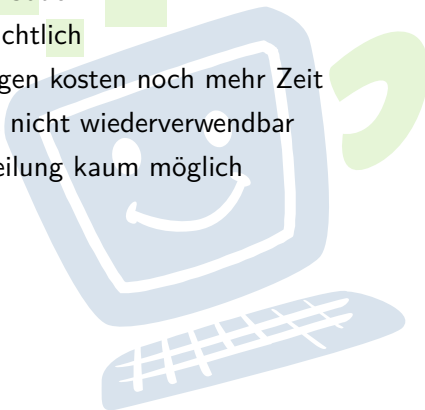 chtlich
gen kosten noch mehr Zeit
nicht wiederverwendbar
eilung kaum möglich